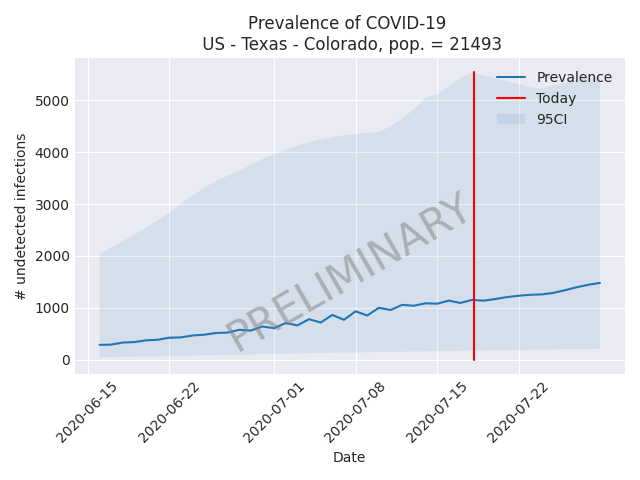 Prevalence of COVID-19
US - Texas - Colorado, pop. = 21493
Prevalence
Today
95CI
5000
4000
3000
2000
1000
0
# undetected infections
PRELIMINARY
2020-06-15
2020-06-22
2020-07-01
2020-07-08
2020-07-15
2020-07-22
Date